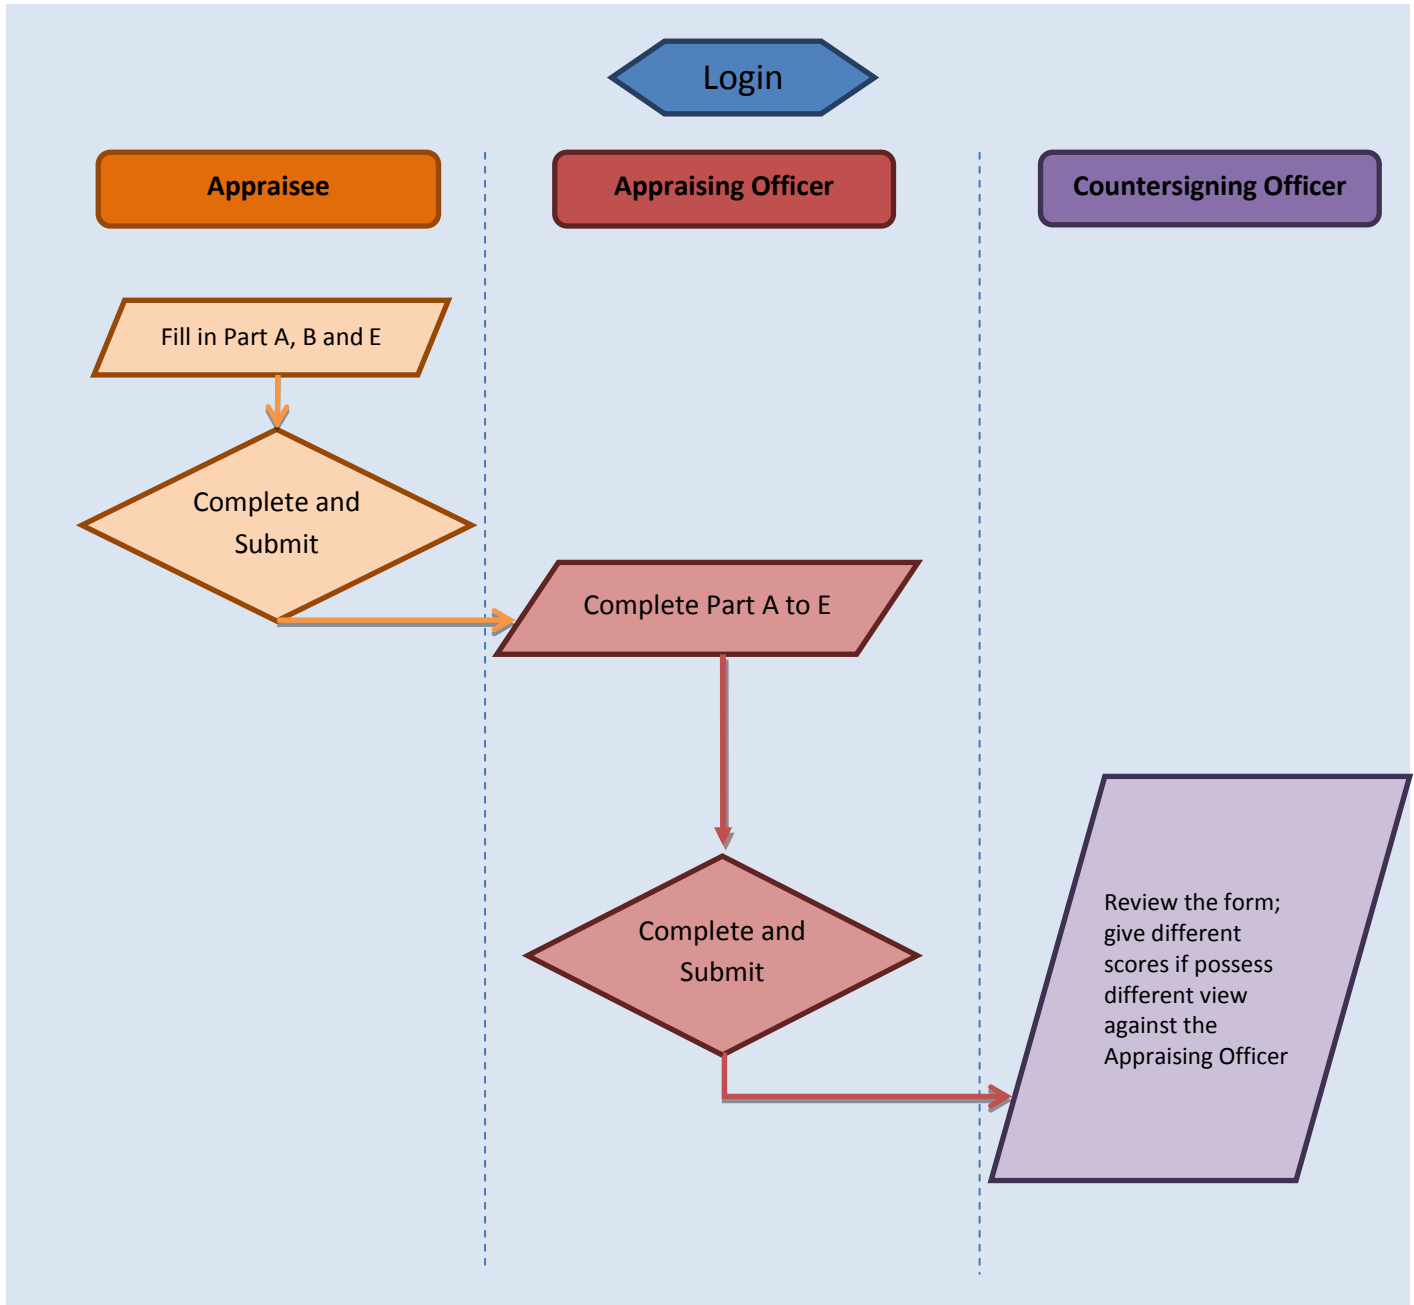 Login
Appraisee
Appraising Officer
Countersigning Officer
Fill in Part A, B and E
Complete and
Submit
Complete Part A to E
Complete and
Submit
Review the form;
give different
scores if possess
different view
against the
Appraising Officer